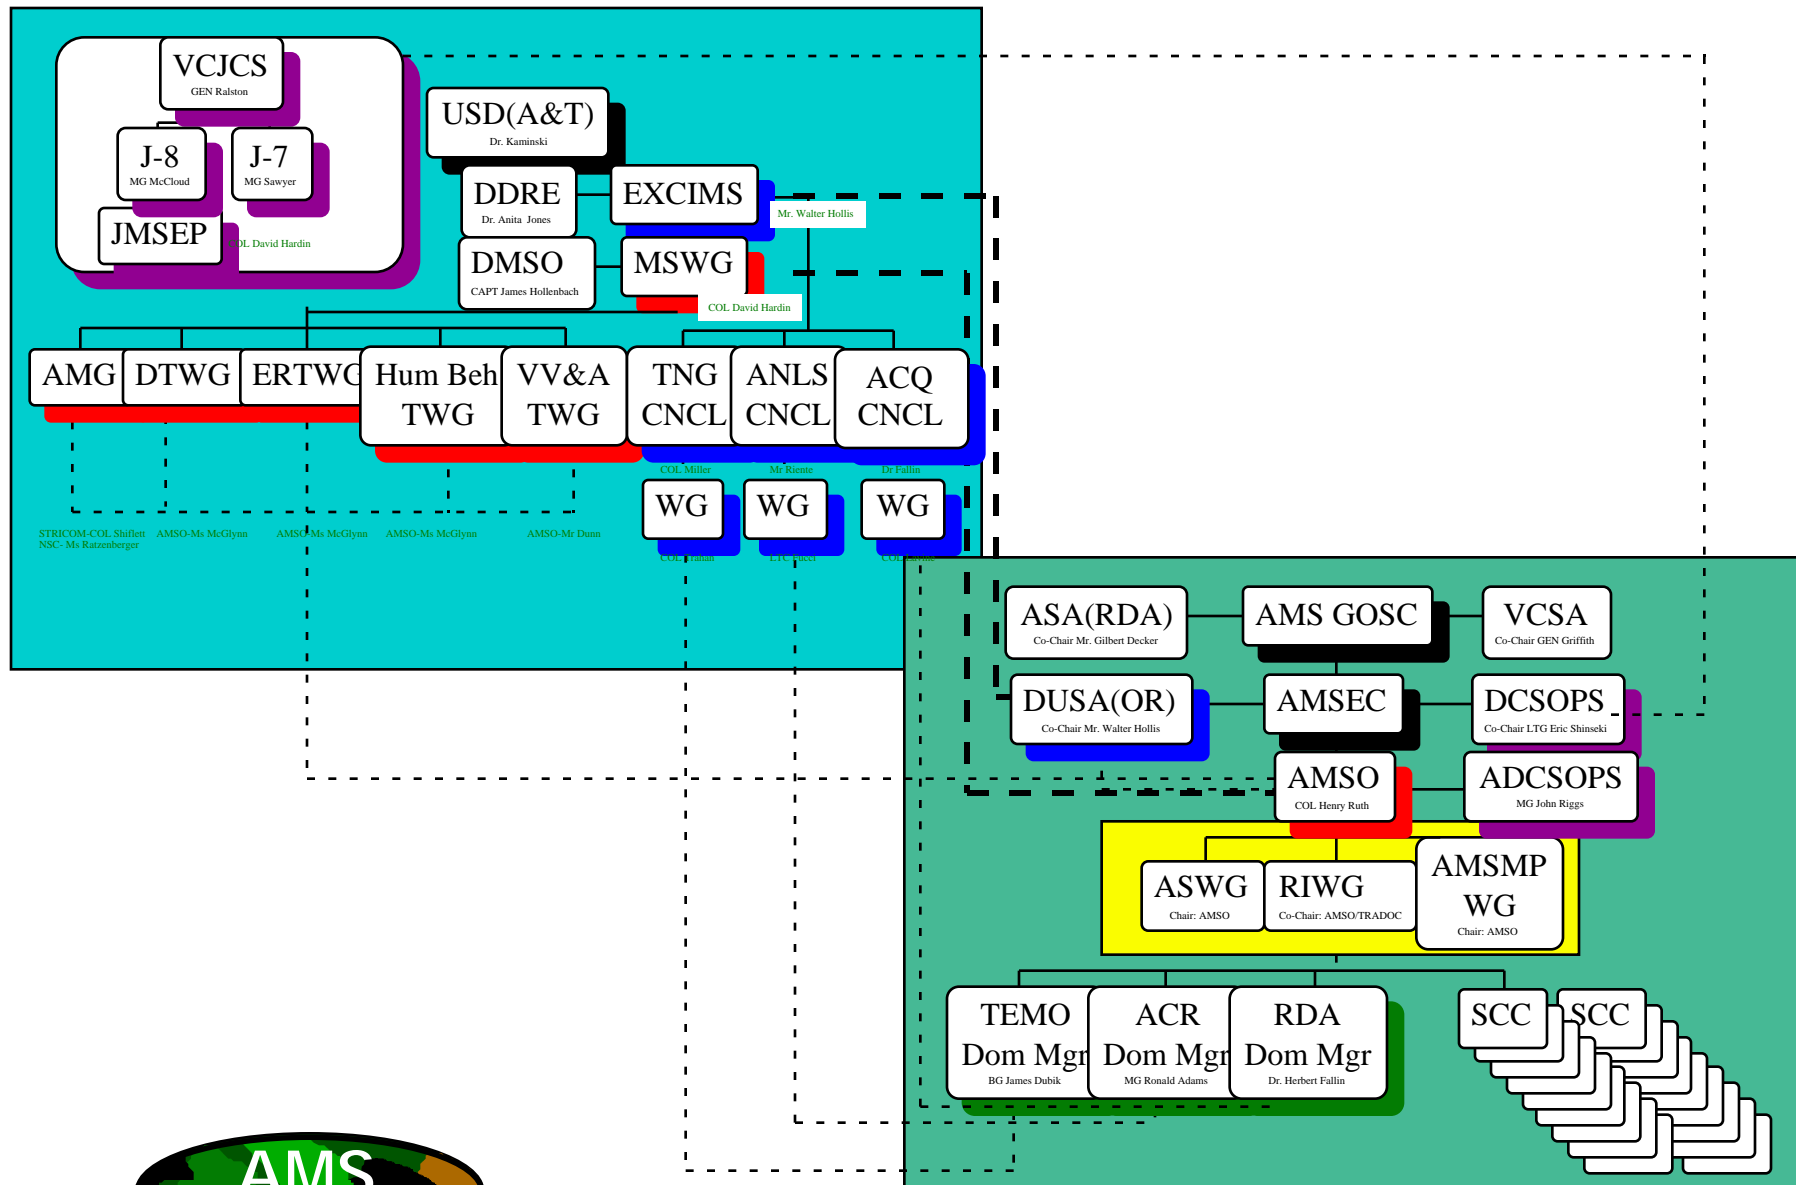 VCJCS
GEN Ralston
J-8
MG McCloud
J-7
MG Sawyer
JMSEP
COL David Hardin
USD(A&T)
Dr. Kaminski
DDRE
Dr. Anita Jones
EXCIMS
Mr. Walter Hollis
DMSO
CAPT James Hollenbach
MSWG
COL David Hardin
AMG
DTWG
ERTWG
Hum Beh
TWG
VV&A
TWG
TNG
CNCL
ANLS
CNCL
ACQ
CNCL
COL Miller
Mr Riente
Dr Fallin
WG
WG
WG
STRICOM-COL Shiflett
NSC- Ms Ratzenberger
AMSO-Ms McGlynn
AMSO-Ms McGlynn
AMSO-Ms McGlynn
AMSO-Mr Dunn
COL
LTC
COL
ASA(RDA)
Co-Chair Mr. Gilbert Decker
AMS GOSC
VCSA
Co-Chair GEN Griffith
DUSA(OR)
Co-Chair Mr. Walter Hollis
AMSEC
DCSOPS
Co-Chair LTG Eric Shinseki
AMSO
COL Henry Ruth
ADCSOPS
MG John Riggs
ASWG
Chair: AMSO
RIWG
Co-Chair: AMSO/TRADOC
AMSMP
WG
Chair: AMSO
TEMO
Dom Mgr
BG James Dubik
ACR
Dom Mgr
MG Ronald Adams
RDA
Dom Mgr
Dr. Herbert Fallin
SCC
SCC
AMS